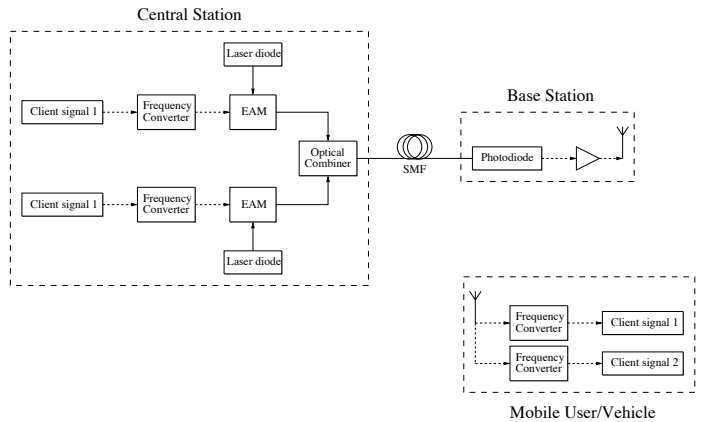 Central Station
Laser diode
Client signal 1
Frequency
Converter
EAM
Optical
Combiner
Client signal 1
Frequency
Converter
EAM
Laser diode
SMF
Base Station
Photodiode
Frequency
Converter
Client signal 1
Frequency
Converter
Client signal 2
Mobile User/Vehicle